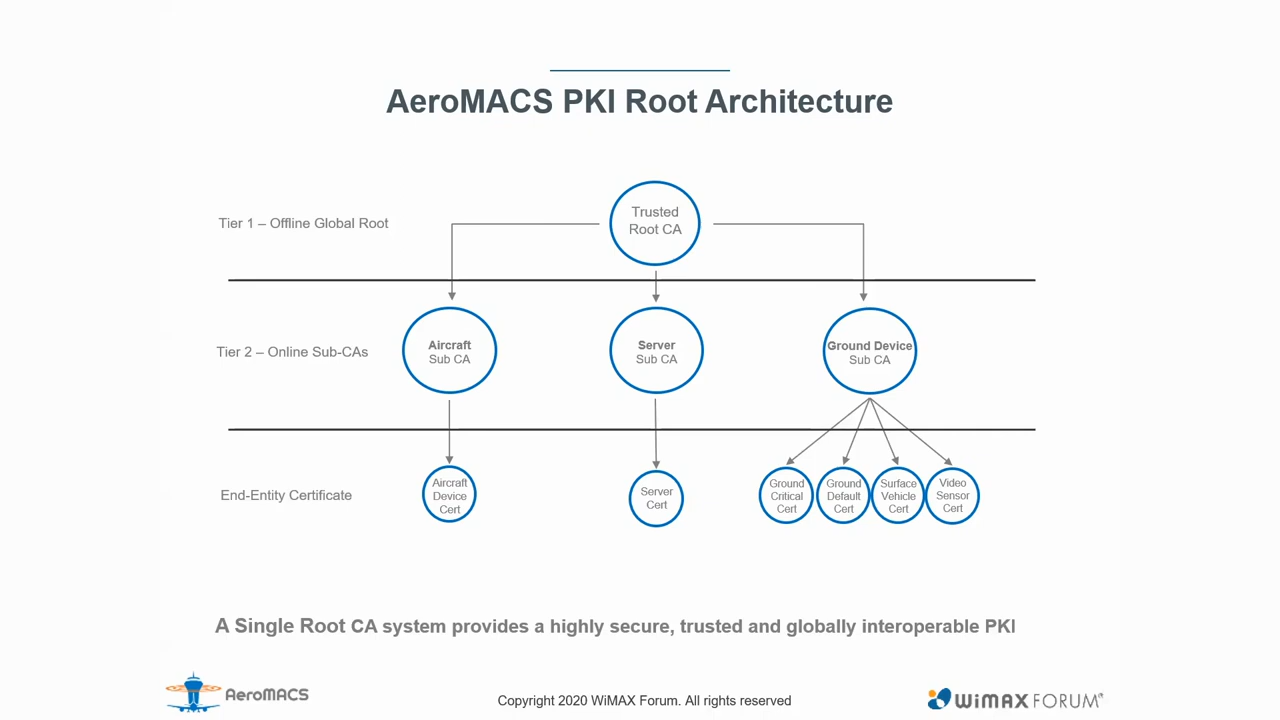 AeroMACS PKI Root Architecture
Tier 1 – Offline Global Root
Trusted
Root CA
Tier 2 – Online Sub-CAs
Aircraft
Sub CA
Server
Sub CA
Ground Device
Sub CA
End-Entity Certificate
Aircraft
Device
Cert
Server
Cert
Ground
Critical
Cert
Ground
Default
Cert
Surface
Vehicle
Cert
Video
Sensor
Cert
A Single Root CA system provides a highly secure, trusted and globally interoperable PKI
AeroMACS
Copyright 2020 WiMAX Forum. All rights reserved
WiMAX FORUM